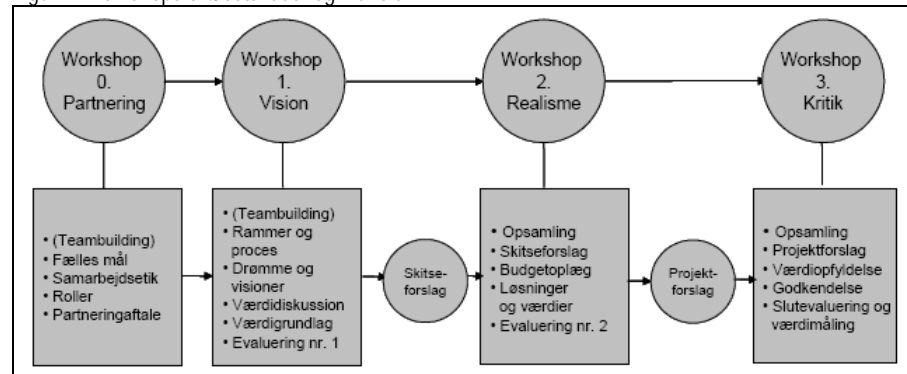 Workshop
0.
Partnering
Workshop
1.
Vision
Workshop
2.
Realisme
Workshop
3.
Kritik
• (Teambuilding)
• Fælles mål
• Samarbejdsetik
• Roller
• Partneringaftale
• (Teambuilding)
• Rammer og
proces
• Drømme og
visioner
• Værdidiskussion
• Værdigrundlag
• Evaluering nr. 1
Skitse-
forslag
• Opsamling
• Skitseforslag
• Budgetoplæg
• Løsninger
og værdier
• Evaluering nr. 2
Projekt-
forslag
• Opsamling
• Projektforslag
• Værdiopfyldelse
• Godkendelse
• Slutevaluering og
værdimåling